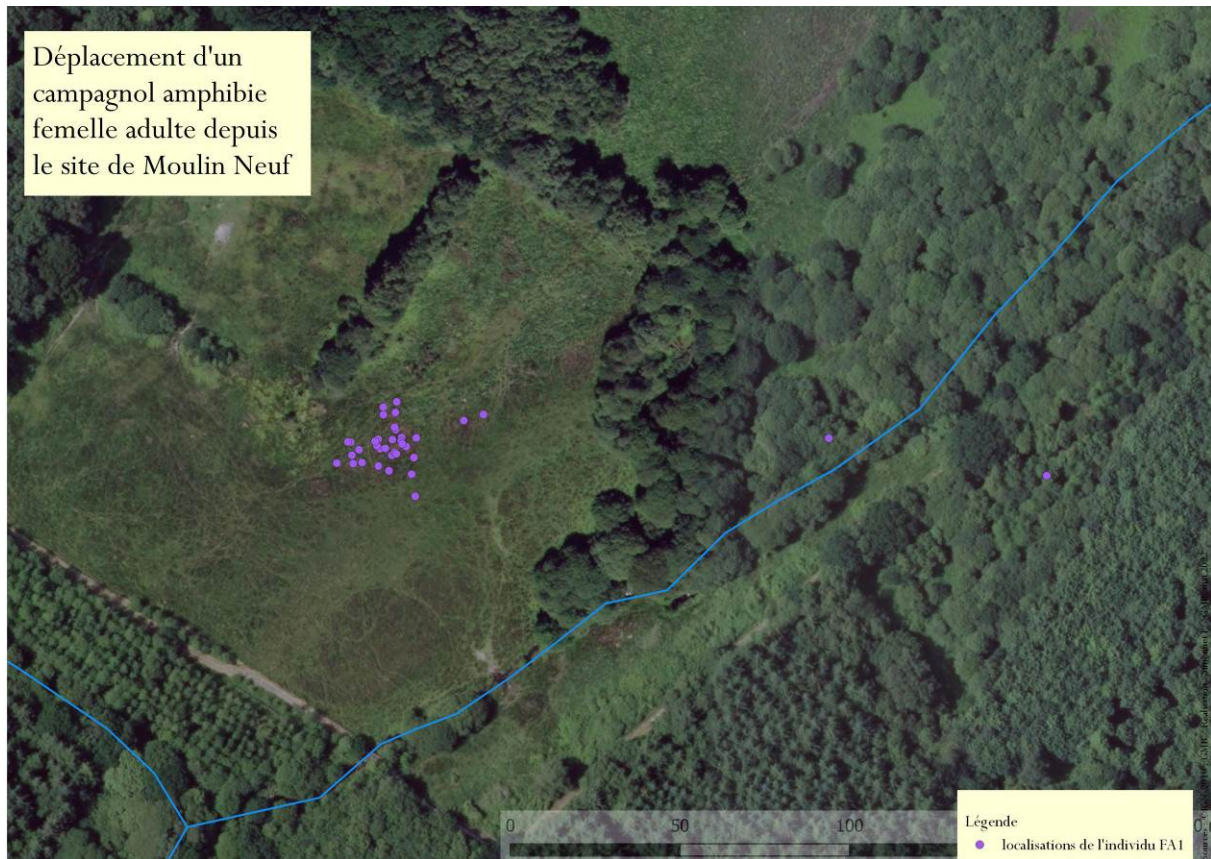 Déplacement d'un
campagnol amphibie
femelle adulte depuis
le site de Moulin Neuf
0 50 100
Légende
localisations de l'individu FA1